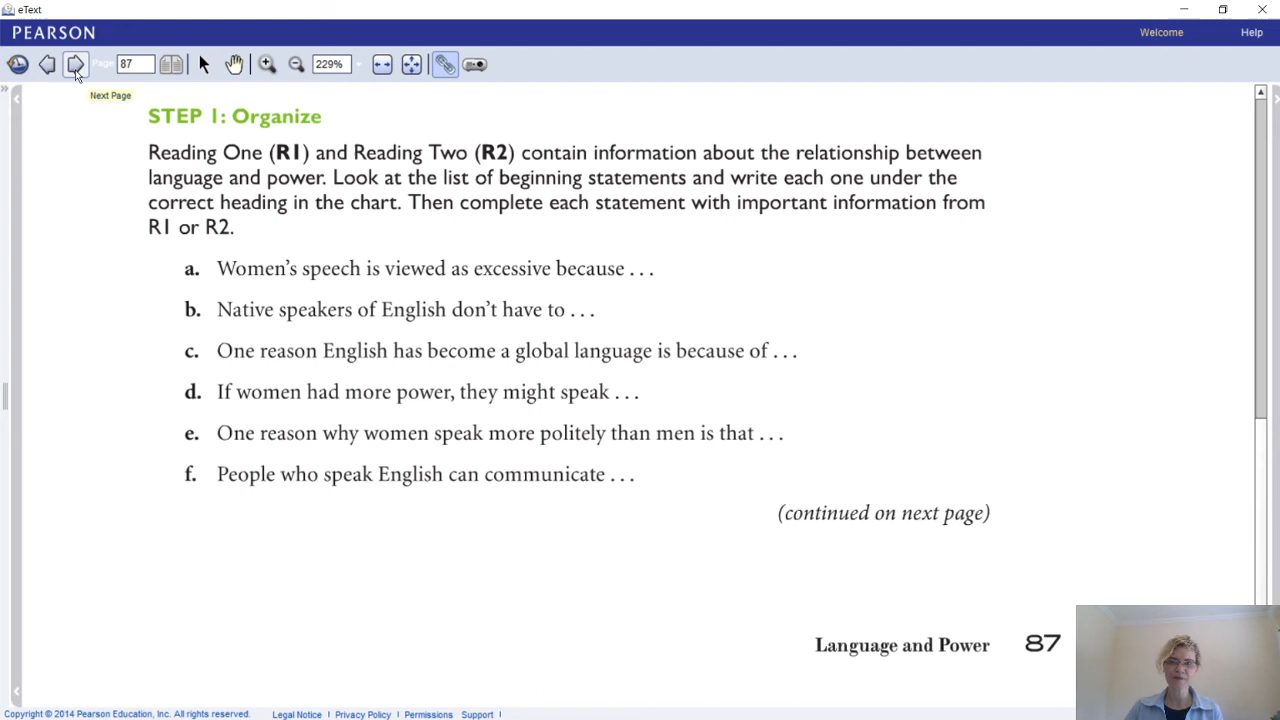 eText
PEARSON
Welcome
Help
Page 87
229%
Next Page
STEP 1: Organize
Reading One (R1) and Reading Two (R2) contain information about the relationship between
language and power. Look at the list of beginning statements and write each one under the
correct heading in the chart. Then complete each statement with important information from
R1 or R2.
a. Women's speech is viewed as excessive because . . .
b. Native speakers of English don't have to . . .
c. One reason English has become a global language is because of . . .
d. If women had more power, they might speak . . .
e. One reason why women speak more politely than men is that . . .
f. People who speak English can communicate . . .
(continued on next page)
Language and Power 87
Copyright © 2014 Pearson Education, Inc. All rights reserved. Legal Notice | Privacy Policy | Permissions Support |